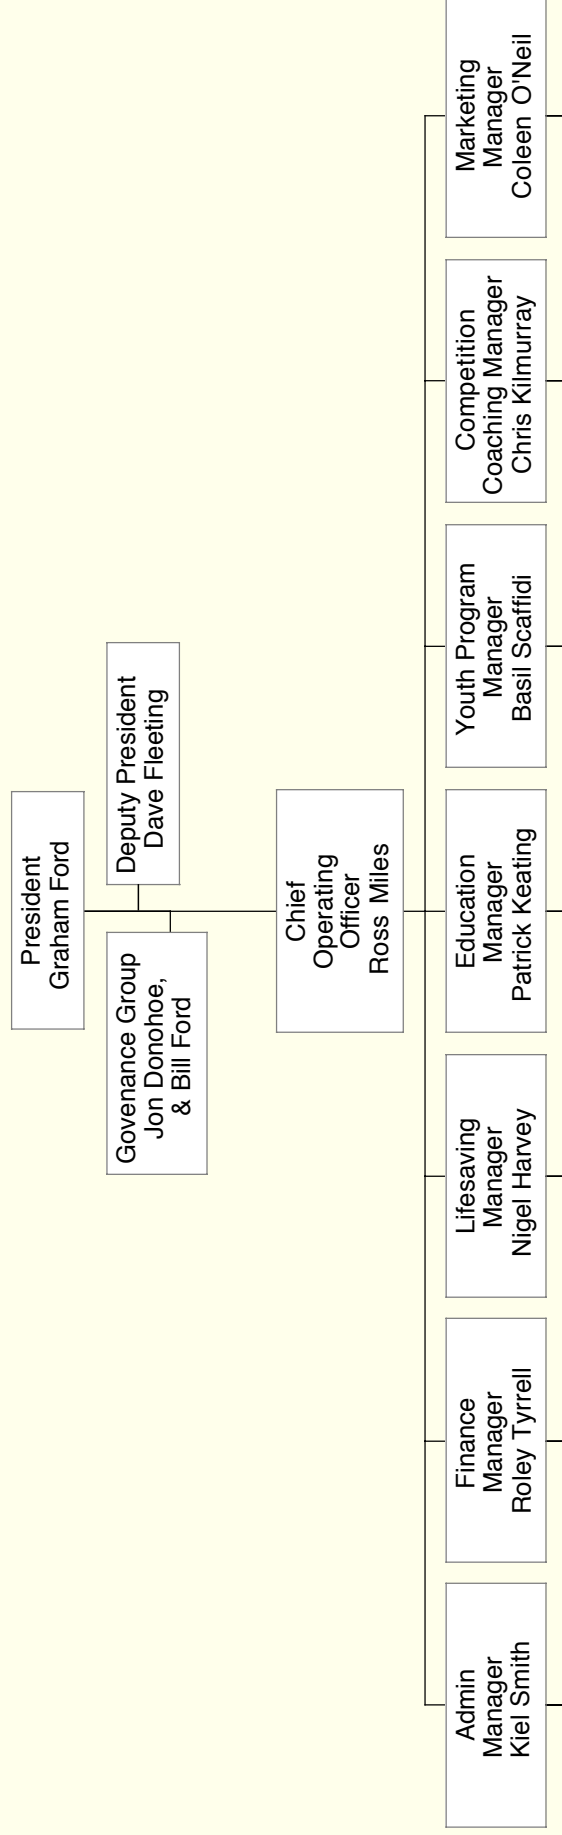 President
Graham Ford
Deputy President
Dave Fleeting
Govenance Group
Jon Donohoe,
& Bill Ford
Chief
Operating
Officer
Ross Miles
Admin
Manager
Kiel Smith
Finance
Manager
Roley Tyrrell
Lifesaving
Manager
Nigel Harvey
Education
Manager
Patrick Keating
Youth Program
Manager
Basil Scaffidi
Competition
Coaching Manager
Chris Kilmurray
Marketing
Manager
Coleen O'Neil